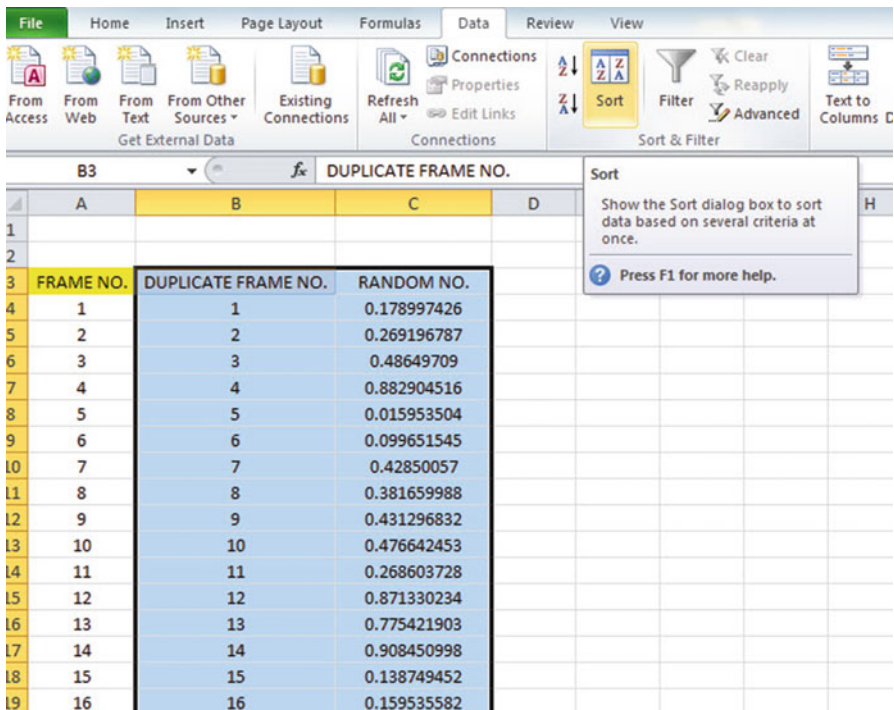 File Home Insert Page Layout Formulas Data Review View
From Access From Web From Text From Other Sources Existing Connections
Get External Data
Refresh All Connections Properties Edit Links
Connections
Sort Filter Clear Reapply Advanced
Sort & Filter
Text to Columns
B3 fx DUPLICATE FRAME NO.
Sort
Show the Sort dialog box to sort
data based on several criteria at
once.
Press F1 for more help.
A B C D H
1
2
3 FRAME NO. DUPLICATE FRAME NO. RANDOM NO.
4 1 1 0.178997426
5 2 2 0.269196787
6 3 3 0.48649709
7 4 4 0.882904516
8 5 5 0.015953504
9 6 6 0.099651545
10 7 7 0.42850057
11 8 8 0.381659988
12 9 9 0.431296832
13 10 10 0.476642453
14 11 11 0.268603728
15 12 12 0.871330234
16 13 13 0.775421903
17 14 14 0.908450998
18 15 15 0.138749452
19 16 16 0.159535582